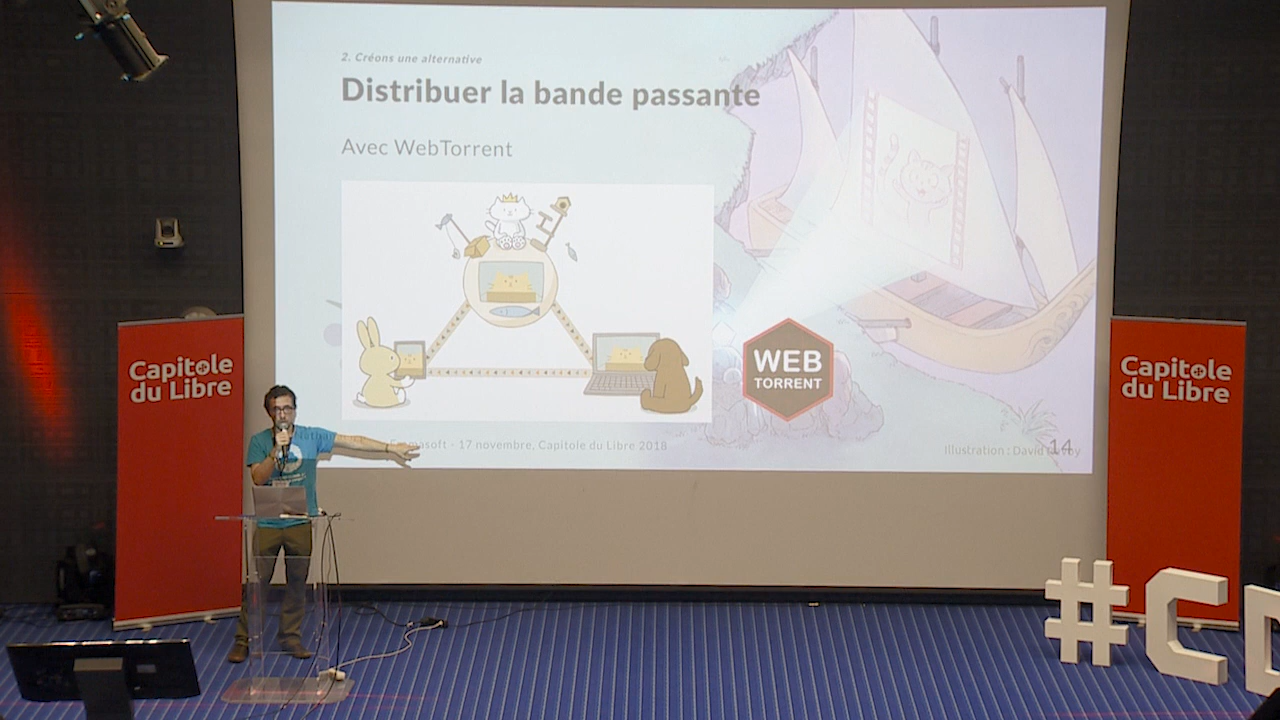 2. Créons une alternative
Distribuer la bande passante
Avec WebTorrent
WEB
TORRENT
Capitole
du Libre
Capitole
du Libre
17 novembre, Capitole du Libre 2018
Illustration : David
14
#C